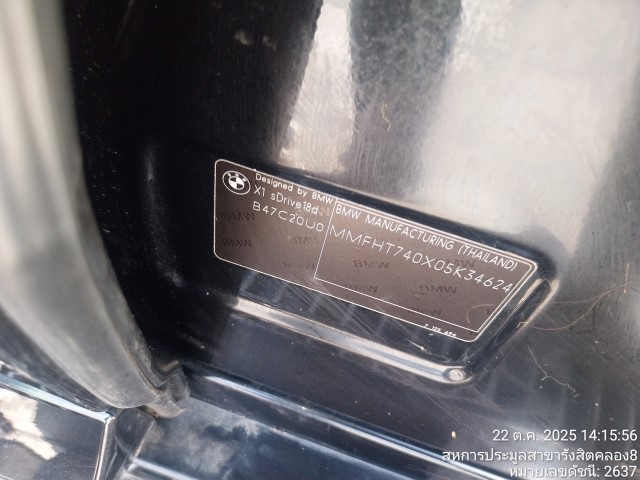 BMW
Designed by BMW
X1 sDrive18d
B47C20U0
BMW MANUFACTURING (THAILAND)
MMFHT740X05K34624
BMW BMW
BMW BMW
22 ต.ค. 2025 14:15:56
สหการประมูลสาขารังสิตคลอง8
หมายเลขดัชนี: 2637